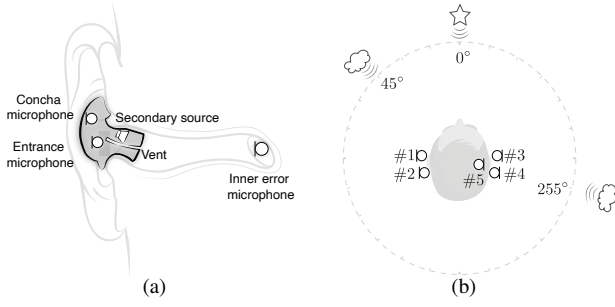 Concha
microphone
Secondary source
Entrance
microphone
Vent
Inner error
microphone
(a)
0°
45°
#1
#3
#2
#4
#5
255°
(b)